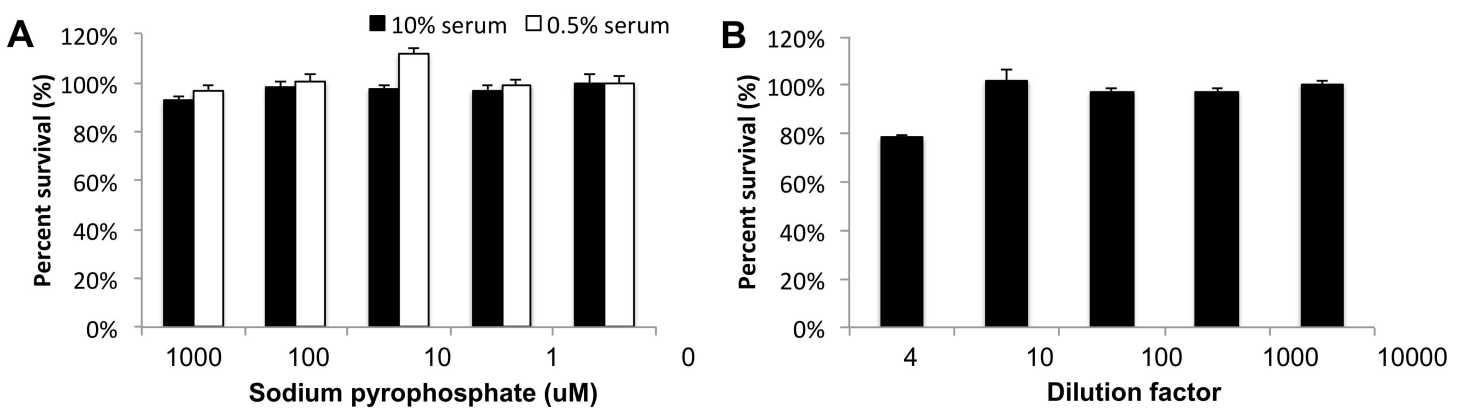 A
10% serum 0.5% serum
Percent survival (%)
120%
100%
80%
60%
40%
20%
0%
1000 100 10 1 0
Sodium pyrophosphate (uM)
B
Percent survival (%)
120%
100%
80%
60%
40%
20%
0%
4 10 100 1000 10000
Dilution factor